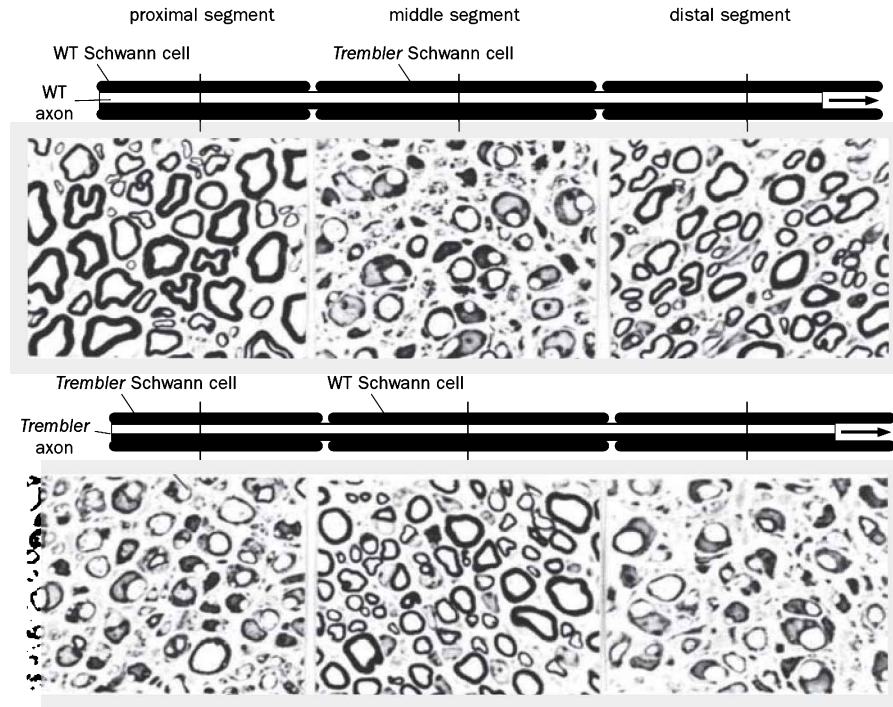 proximal segment middle segment distal segment
WT Schwann cell Trembler Schwann cell
WT
axon
Trembler Schwann cell WT Schwann cell
Trembler
axon